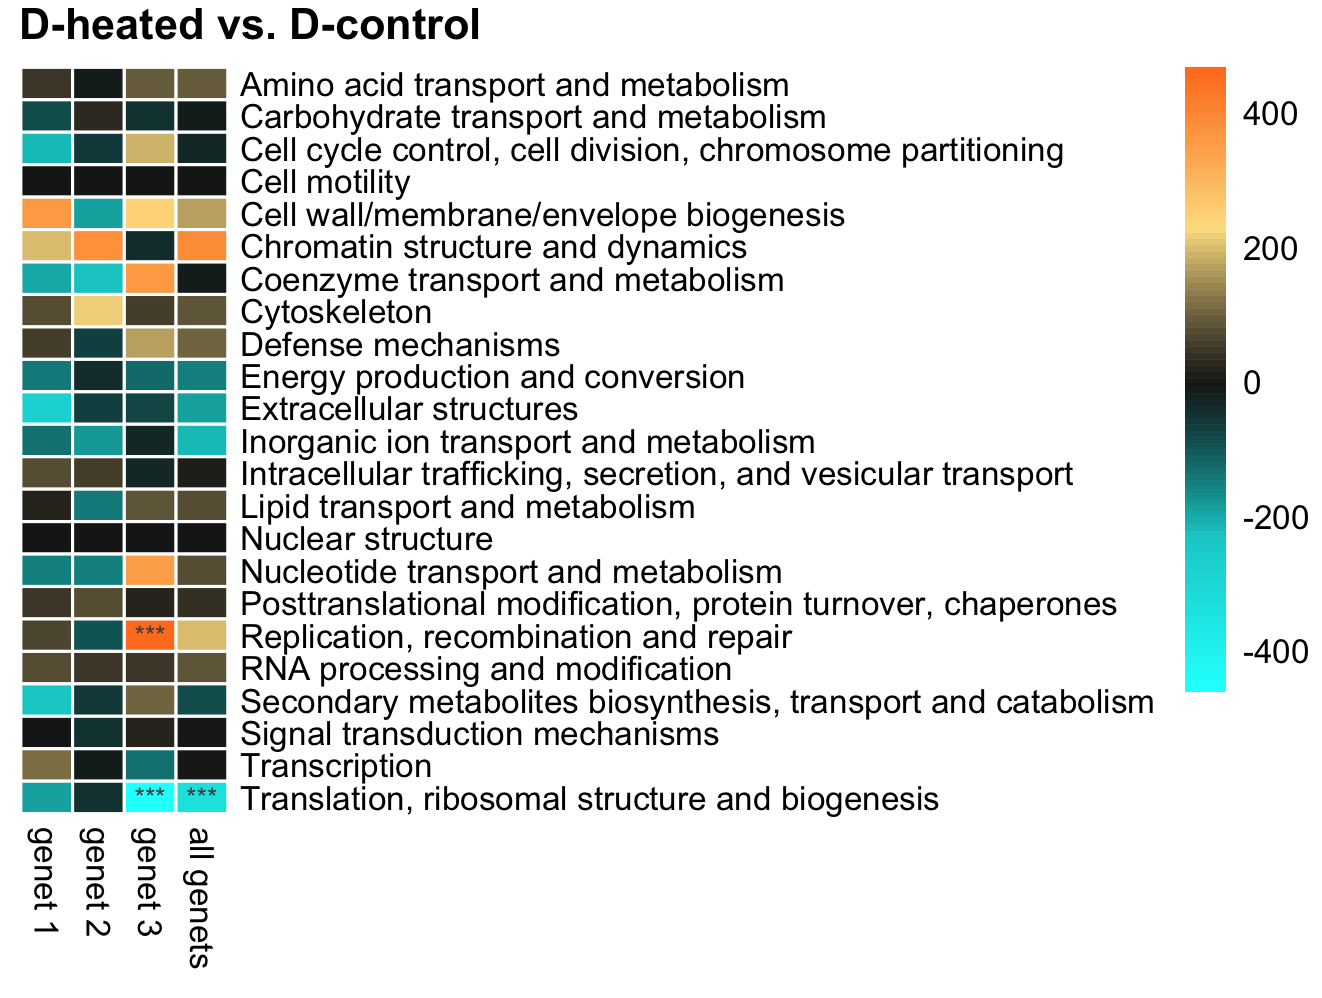 D-heated vs. D-control
Amino acid transport and metabolism
Carbohydrate transport and metabolism
Cell cycle control, cell division, chromosome partitioning
Cell motility
Cell wall/membrane/envelope biogenesis
Chromatin structure and dynamics
Coenzyme transport and metabolism
Cytoskeleton
Defense mechanisms
Energy production and conversion
Extracellular structures
Inorganic ion transport and metabolism
Intracellular trafficking, secretion, and vesicular transport
Lipid transport and metabolism
Nuclear structure
Nucleotide transport and metabolism
Posttranslational modification, protein turnover, chaperones
*** Replication, recombination and repair
RNA processing and modification
Secondary metabolites biosynthesis, transport and catabolism
Signal transduction mechanisms
Transcription
*** *** Translation, ribosomal structure and biogenesis
genet 1
genet 2
genet 3
all genets
400
200
0
-200
-400